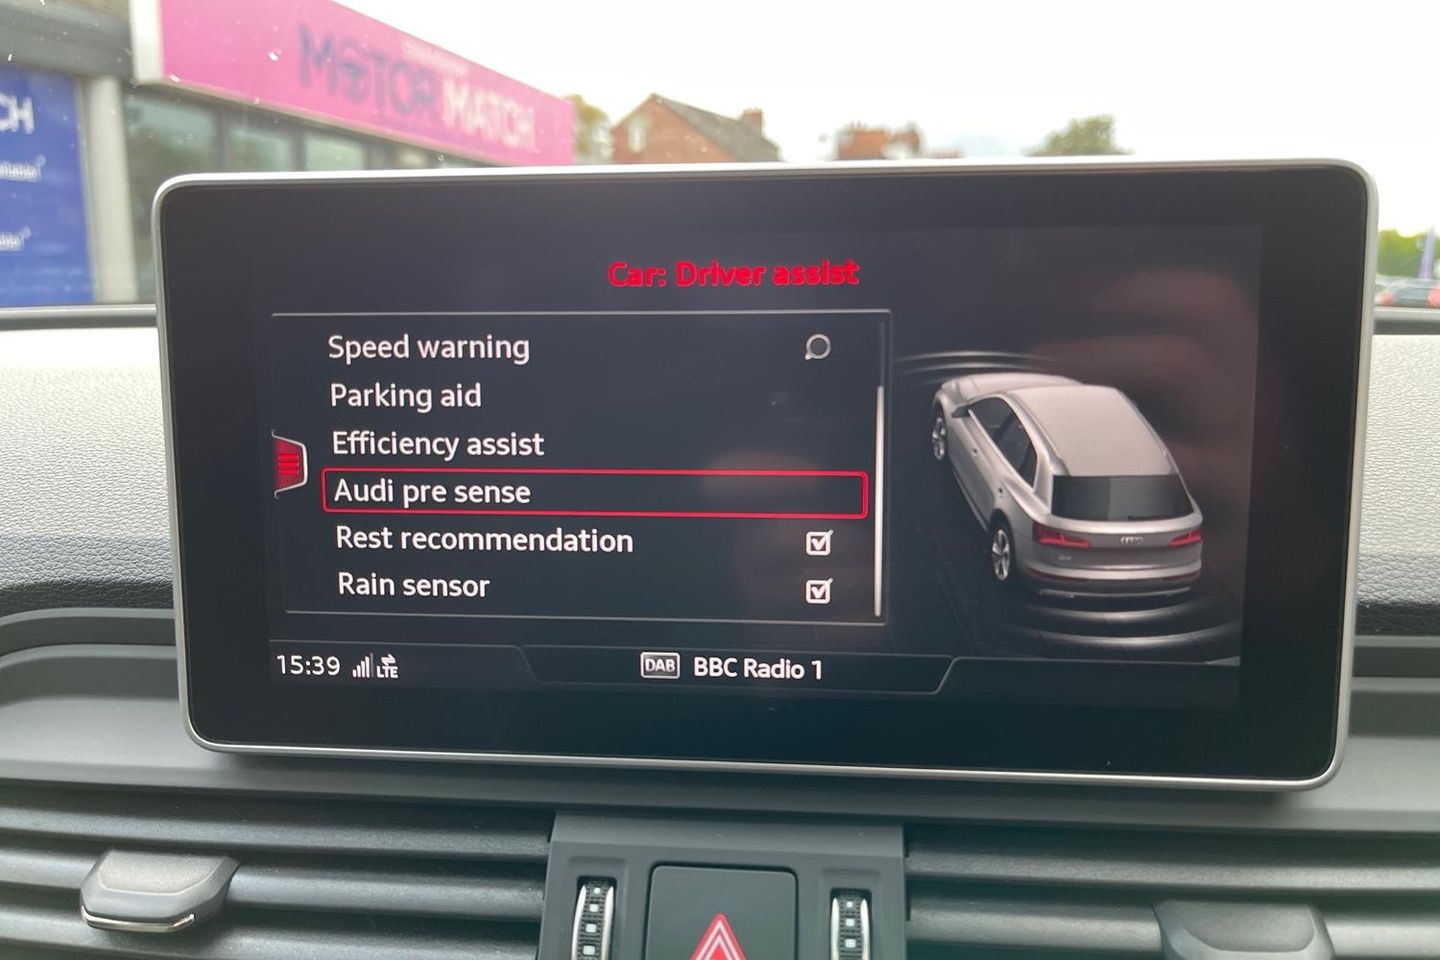 MOTOR MATCH
CH
Car: Driver assist
Speed warning
Parking aid
Efficiency assist
Audi pre sense
Rest recommendation
Rain sensor
15:39 LTE
DAB BBC Radio 1